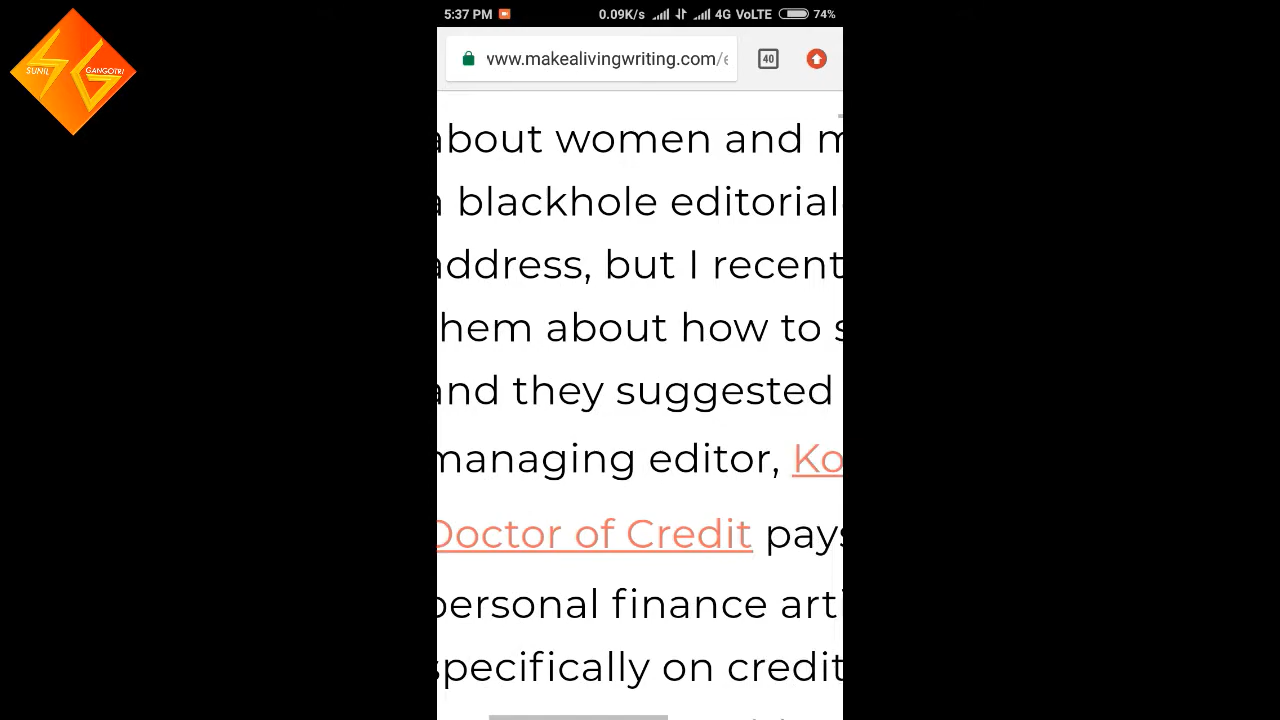 SUNIL
GANGOTRI
5:37 PM 0.09K/s 4G VoLTE 74%
www.makealivingwriting.com/e
40
about women and m
a blackhole editorial
address, but I recent
them about how to s
and they suggested
managing editor, Ko
Doctor of Credit pays
personal finance arti
specifically on credit